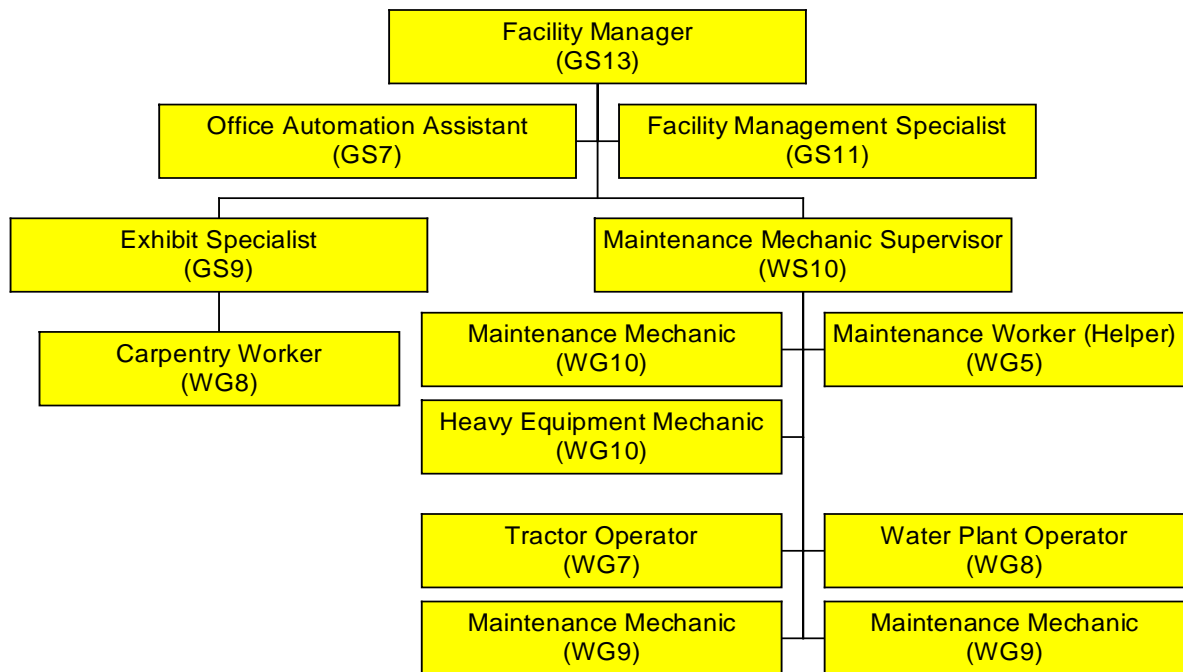 Facility Manager
(GS13)
Office Automation Assistant
(GS7)
Facility Management Specialist
(GS11)
Exhibit Specialist
(GS9)
Maintenance Mechanic Supervisor
(WS10)
Carpentry Worker
(WG8)
Maintenance Mechanic
(WG10)
Maintenance Worker (Helper)
(WG5)
Heavy Equipment Mechanic
(WG10)
Tractor Operator
(WG7)
Water Plant Operator
(WG8)
Maintenance Mechanic
(WG9)
Maintenance Mechanic
(WG9)